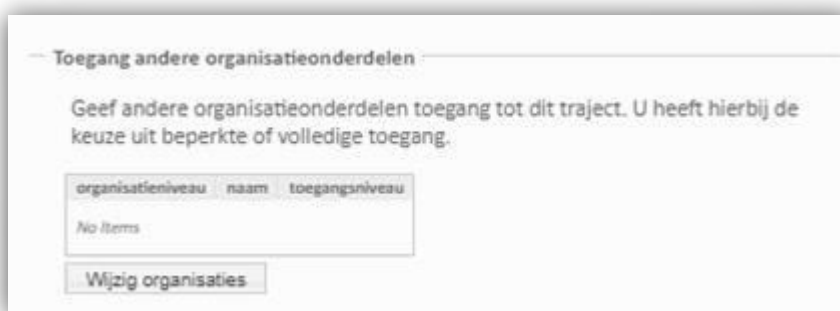 Toegang andere organisatieonderdelen
Geef andere organisatieonderdelen toegang tot dit traject. U heeft hierbij de
keuze uit beperkte of volledige toegang.
organisatieniveau naam toegangsniveau
No Items
Wijzig organisaties